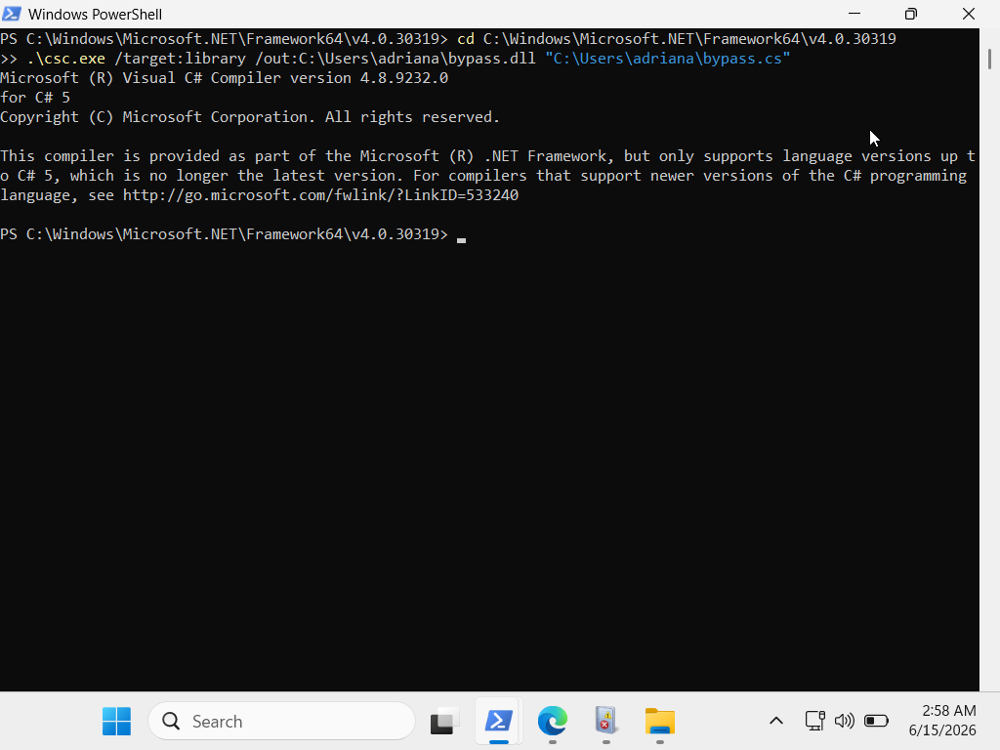 Windows PowerShell
PS C:\Windows\Microsoft.NET\Framework64\v4.0.30319> cd C:\Windows\Microsoft.NET\Framework64\v4.0.30319
>> .\csc.exe /target:library /out:C:\Users\adriana\bypass.dll "C:\Users\adriana\bypass.cs"
Microsoft (R) Visual C# Compiler version 4.8.9232.0
for C# 5
Copyright (C) Microsoft Corporation. All rights reserved.
This compiler is provided as part of the Microsoft (R) .NET Framework, but only supports language versions up t
o C# 5, which is no longer the latest version. For compilers that support newer versions of the C# programming
language, see http://go.microsoft.com/fwlink/?LinkID=533240
PS C:\Windows\Microsoft.NET\Framework64\v4.0.30319>
Search
2:58 AM
6/15/2026